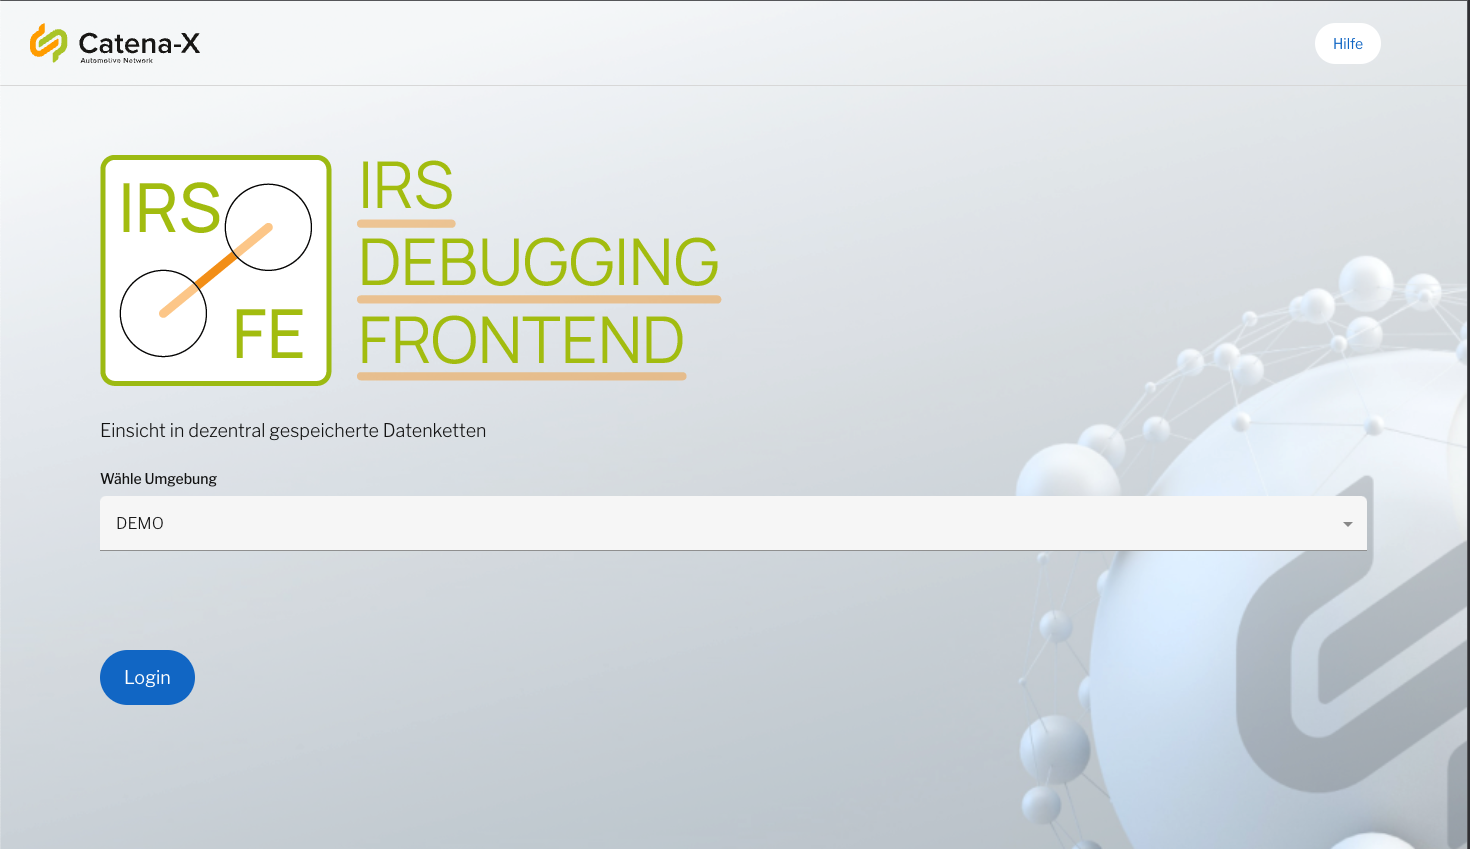 Catena-X
Automotive Network
Hilfe
IRS
FE
IRS
DEBUGGING
FRONTEND
Einsicht in dezentral gespeicherte Datenketten
Wähle Umgebung
DEMO
Login